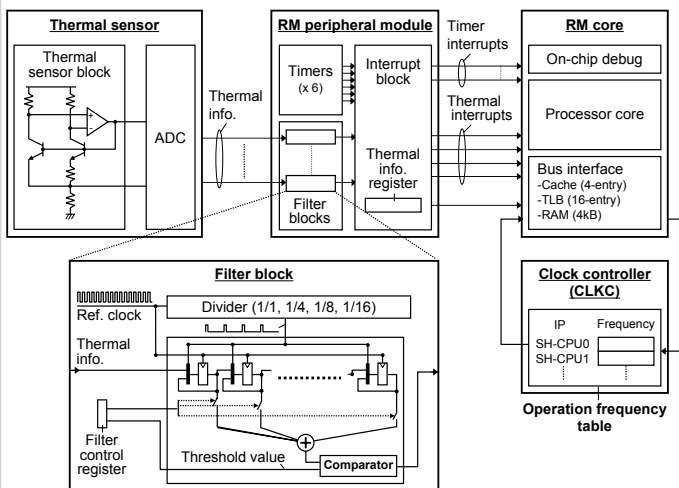 Thermal sensor
Thermal
sensor block
ADC
Thermal
info.
RM peripheral module
Timers
(x 6)
Interrupt
block
Thermal
info.
register
Filter
blocks
Timer
interrupts
Thermal
interrupts
RM core
On-chip debug
Processor core
Bus interface
-Cache (4-entry)
-TLB (16-entry)
-RAM (4kB)
Filter block
Ref. clock
Divider (1/1, 1/4, 1/8, 1/16)
Thermal
info.
Filter
control
register
Threshold value
Comparator
Clock controller
(CLKC)
IP Frequency
SH-CPU0
SH-CPU1
Operation frequency
table